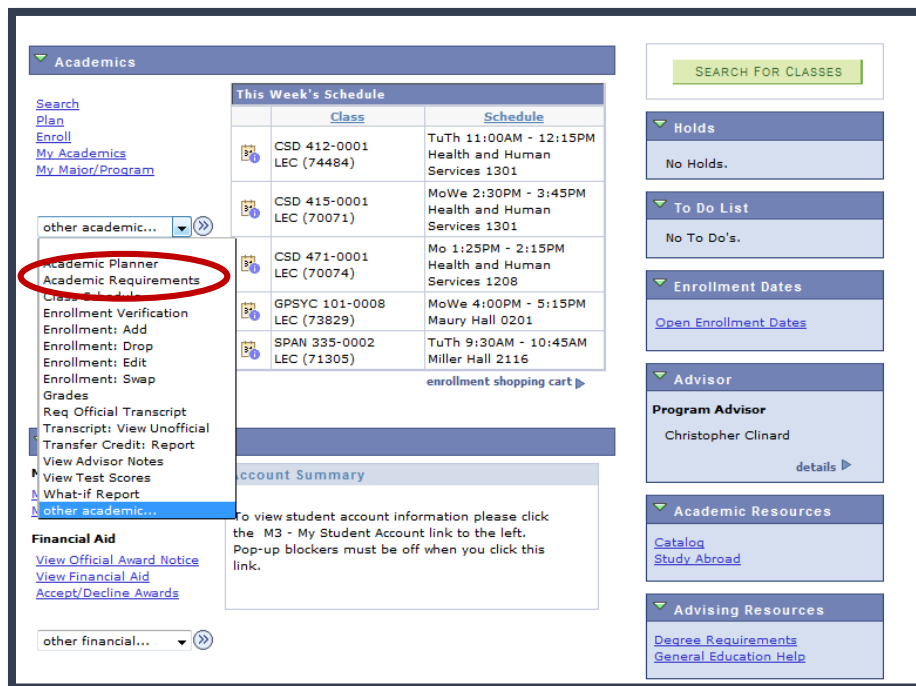 Academics
Search
Plan
Enroll
My Academics
My Major/Program
other academic...
Academic Planner
Academic Requirements
Class Schedule
Enrollment Verification
Enrollment: Add
Enrollment: Drop
Enrollment: Edit
Enrollment: Swap
Grades
Req Official Transcript
Transcript: View Unofficial
Transfer Credit: Report
View Advisor Notes
View Test Scores
What-if Report
other academic...
This Week's Schedule
Class Schedule
CSD 412-0001
LEC (74484)
TuTh 11:00AM - 12:15PM
Health and Human
Services 1301
CSD 415-0001
LEC (70071)
MoWe 2:30PM - 3:45PM
Health and Human
Services 1301
CSD 471-0001
LEC (70074)
Mo 1:25PM - 2:15PM
Health and Human
Services 1208
GPSYC 101-0008
LEC (73829)
MoWe 4:00PM - 5:15PM
Maury Hall 0201
SPAN 335-0002
LEC (71305)
TuTh 9:30AM - 10:45AM
Miller Hall 2116
enrollment shopping cart
Account Summary
To view student account information please click
the M3 - My Student Account link to the left.
Pop-up blockers must be off when you click this
link.
Financial Aid
View Official Award Notice
View Financial Aid
Accept/Decline Awards
other financial...
SEARCH FOR CLASSES
Holds
No Holds.
To Do List
No To Do's.
Enrollment Dates
Open Enrollment Dates
Advisor
Program Advisor
Christopher Clinard
details
Academic Resources
Catalog
Study Abroad
Advising Resources
Degree Requirements
General Education Help